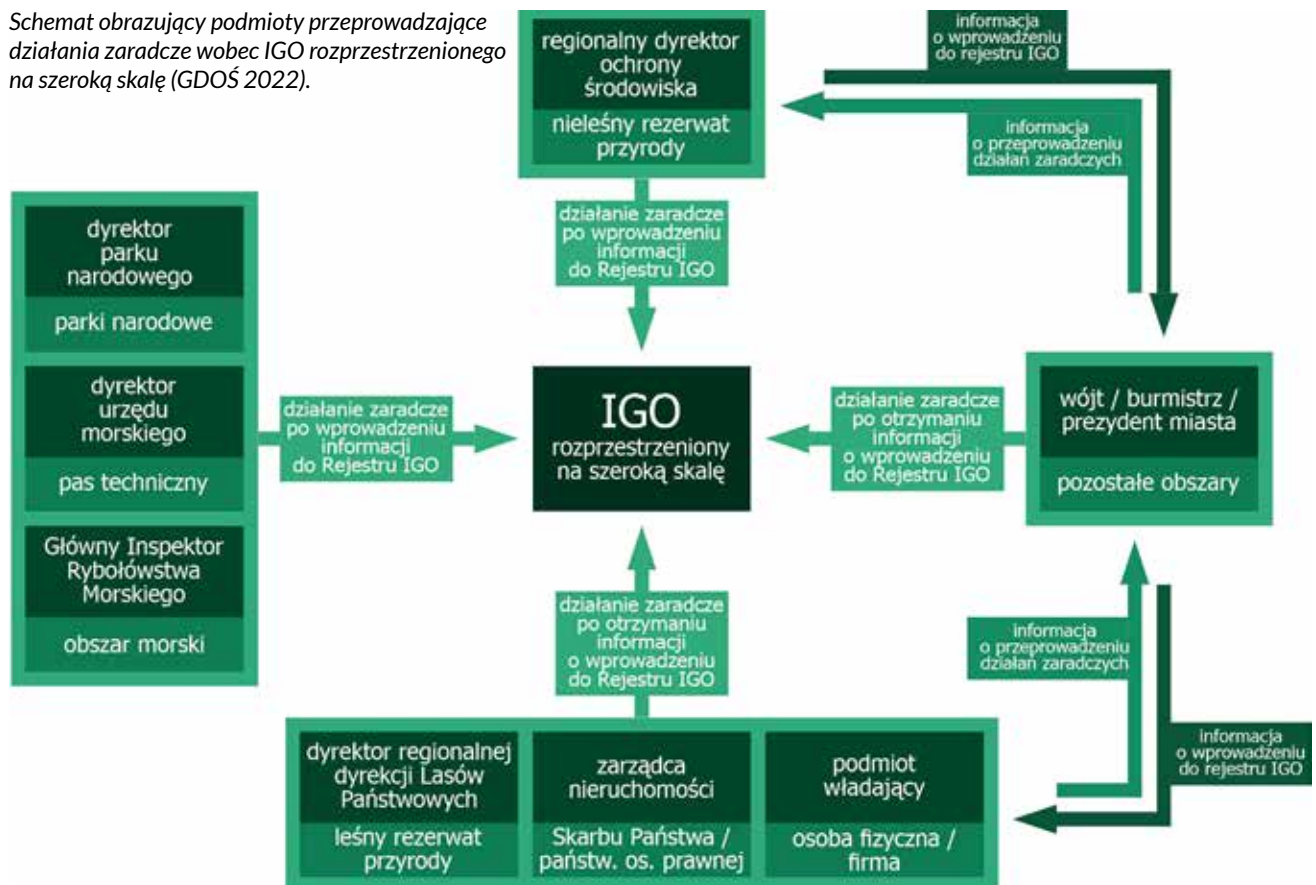 Schemat obrazujący podmioty przeprowadzające
działania zaradcze wobec IGO rozprzestrzenionego
na szeroką skalę (GDOŚ 2022).
regionalny dyrektor
ochrony
środowiska
nieleśny rezerwat
przyrody
informacja
o wprowadzeniu
do rejestru IGO
informacja
o przeprowadzeniu
działań zaradczych
działanie zaradcze
po wprowadzeniu
informacji
do Rejestru IGO
dyrektor
parku
narodowego
parki narodowe
dyrektor
urzędu
morskiego
pas techniczny
Główny Inspektor
Rybołówstwa
Morskiego
obszar morski
działanie zaradcze
po wprowadzeniu
informacji
do Rejestru IGO
IGO
rozprzestrzeniony
na szeroką skalę
działanie zaradcze
po otrzymaniu
informacji
o wprowadzeniu
do Rejestru IGO
wójt / burmistrz /
prezydent miasta
pozostałe obszary
działanie zaradcze
po otrzymaniu
informacji
o wprowadzeniu
do Rejestru IGO
informacja
o przeprowadzeniu
działań zaradczych
informacja
o wprowadzeniu
do rejestru IGO
dyrektor regionalnej
dyrekcji Lasów
Państwowych
leśny rezerwat
przyrody
zarządca
nieruchomości
Skarbu Państwa /
państw. os. prawnej
podmiot
władający
osoba fizyczna /
firma